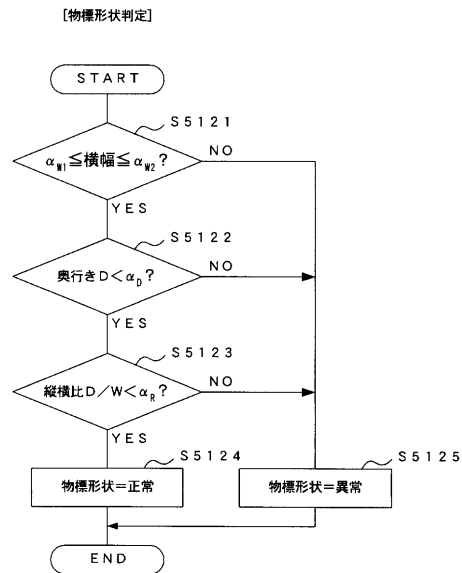 [物標形状判定]
START
S5121
α_W1≦横幅≦α_W2?
NO
YES
S5122
奥行きD<α_D?
NO
YES
S5123
縦横比D/W<α_R?
NO
YES
S5124
物標形状=正常
S5125
物標形状=異常
END